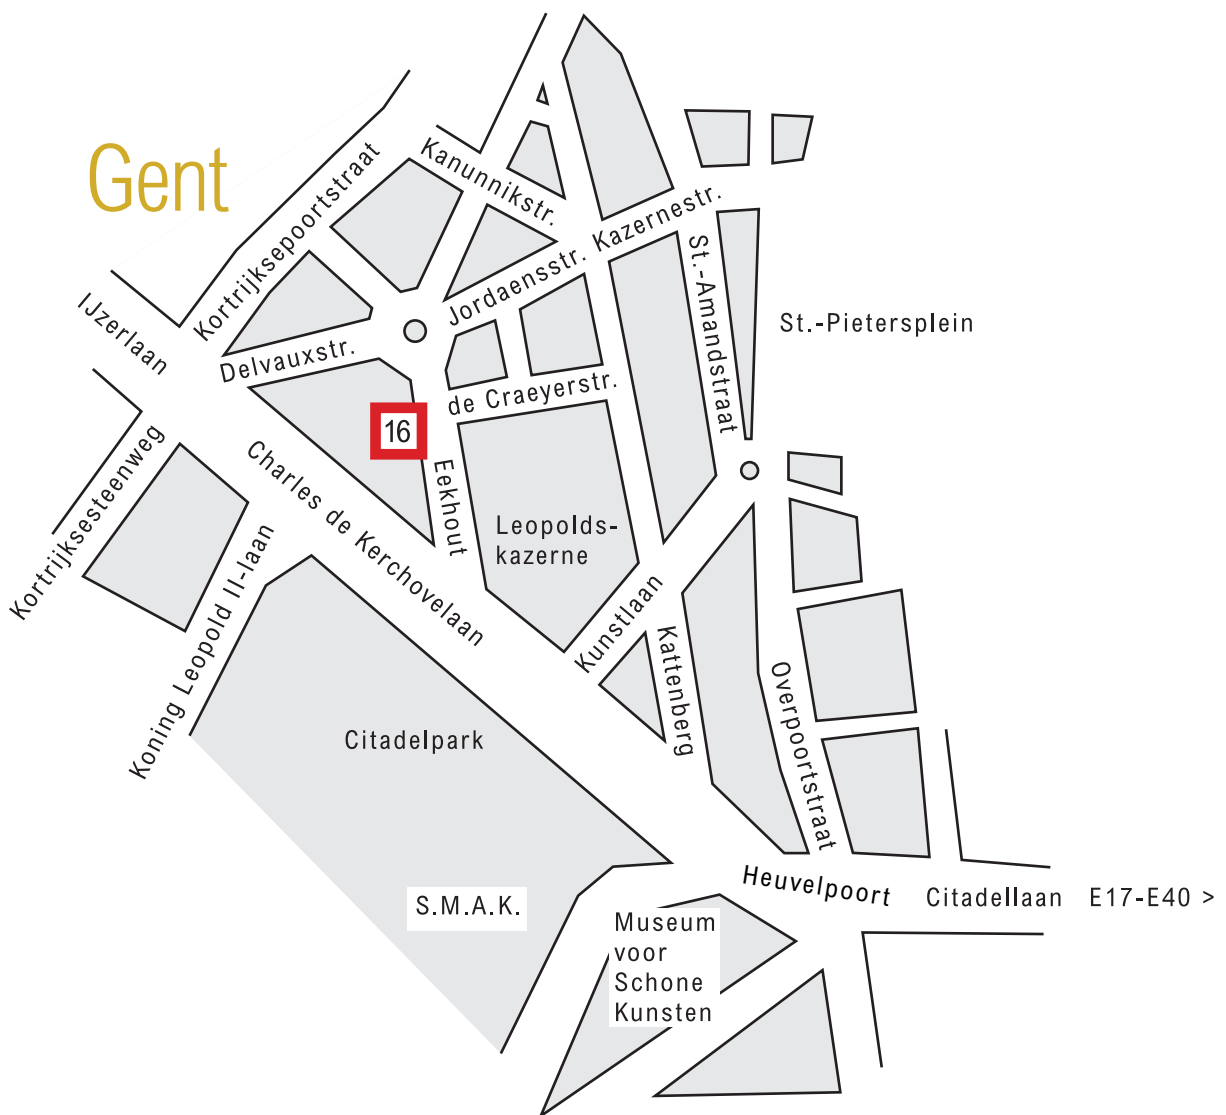 Gent
Kanunnikstr.
Kortrijksepoortstraat
Kazernestr.
Jordaensstr.
St.-Amandstraat
IJzerlaan
St.-Pietersplein
Delvauxstr.
de Craeyerstr.
16
Kortrijksesteenweg
Charles de Kerchovelaan
Eekhout
Leopolds-
kazerne
Koning Leopold II-laan
Kunstlaan
Kattenberg
Overpoortstraat
Citadelpark
Heuvelpoort
Citadellaan
E17-E40 >
S.M.A.K.
Museum
voor
Schone
Kunsten